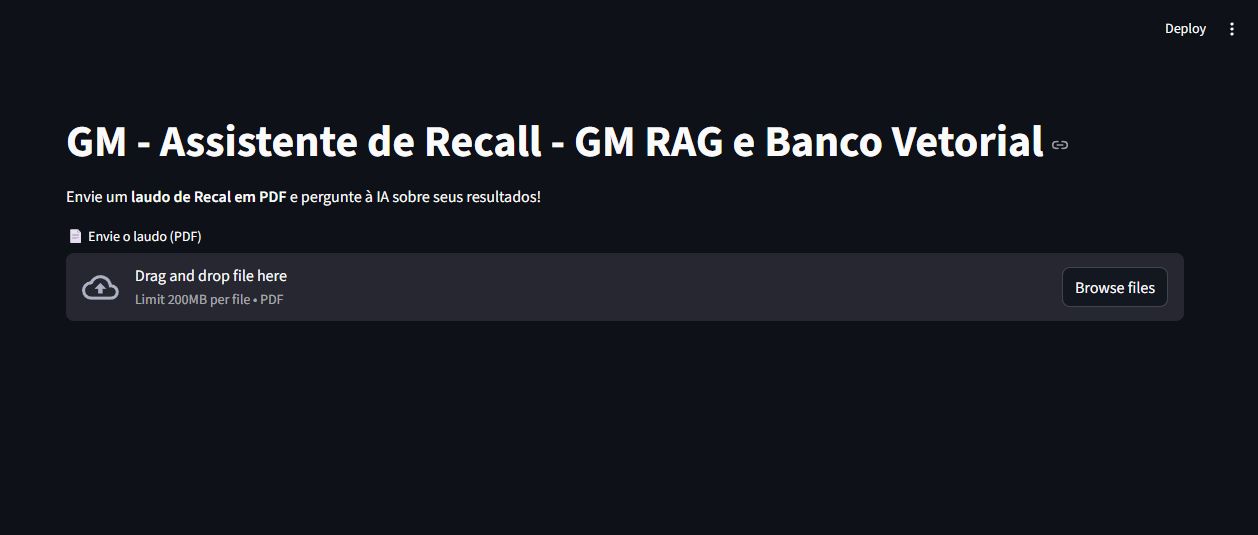 Deploy
GM - Assistente de Recall - GM RAG e Banco Vetorial
Envie um laudo de Recal em PDF e pergunte à IA sobre seus resultados!
Envie o laudo (PDF)
Drag and drop file here
Limit 200MB per file • PDF
Browse files